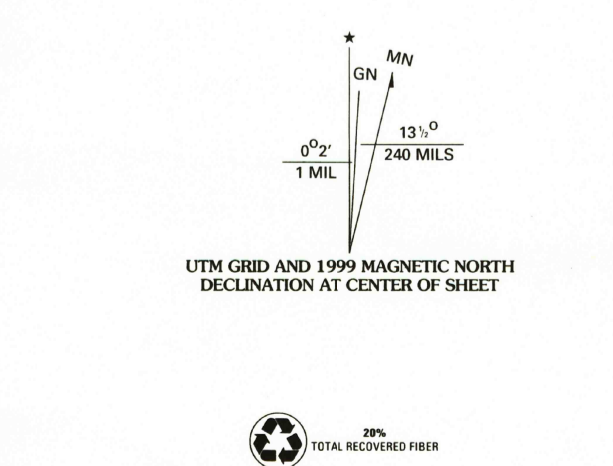 ★
MN
GN
13½°
0°2′
240 MILS
1 MIL
UTM GRID AND 1999 MAGNETIC NORTH
DECLINATION AT CENTER OF SHEET
20%
TOTAL RECOVERED FIBER